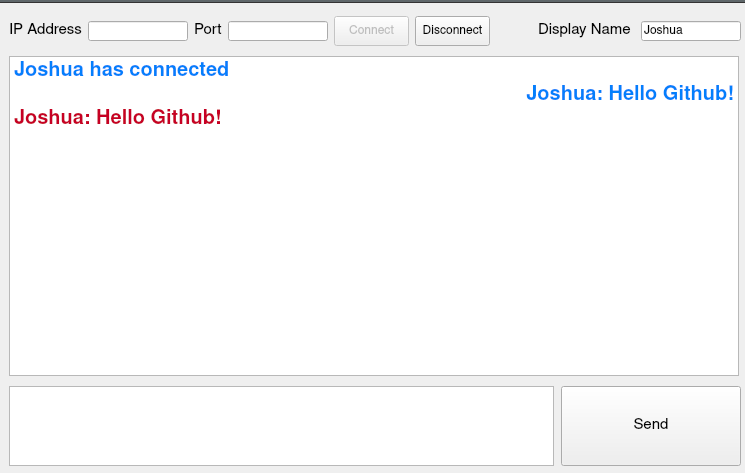 IP Address Port Connect Disconnect Display Name Joshua
Joshua has connected
Joshua: Hello Github!
Joshua: Hello Github!
Send